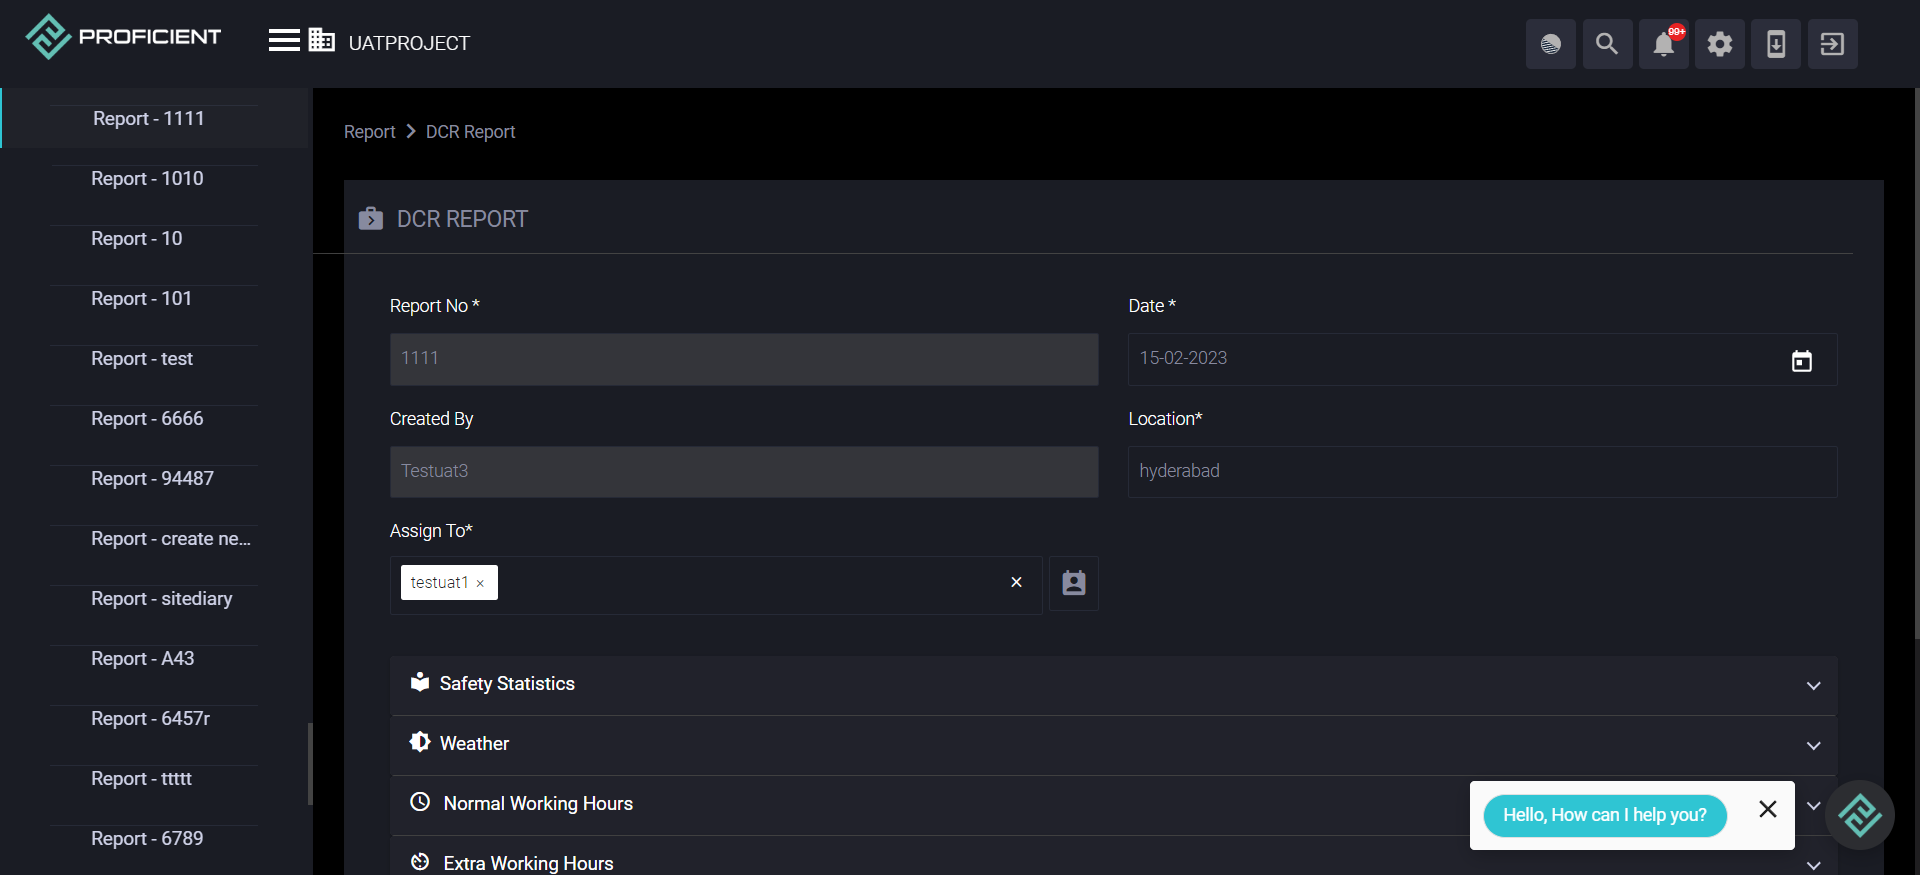 PROFICIENT
UATPROJECT
99+
Report - 1111
Report - 1010
Report - 10
Report - 101
Report - test
Report - 6666
Report - 94487
Report - create ne...
Report - sitediary
Report - A43
Report - 6457r
Report - ttttt
Report - 6789
Report > DCR Report
DCR REPORT
Report No *
1111
Date *
15-02-2023
Created By
Testuat3
Location*
hyderabad
Assign To*
testuat1 ×
×
Safety Statistics
Weather
Normal Working Hours
Extra Working Hours
Hello, How can I help you?